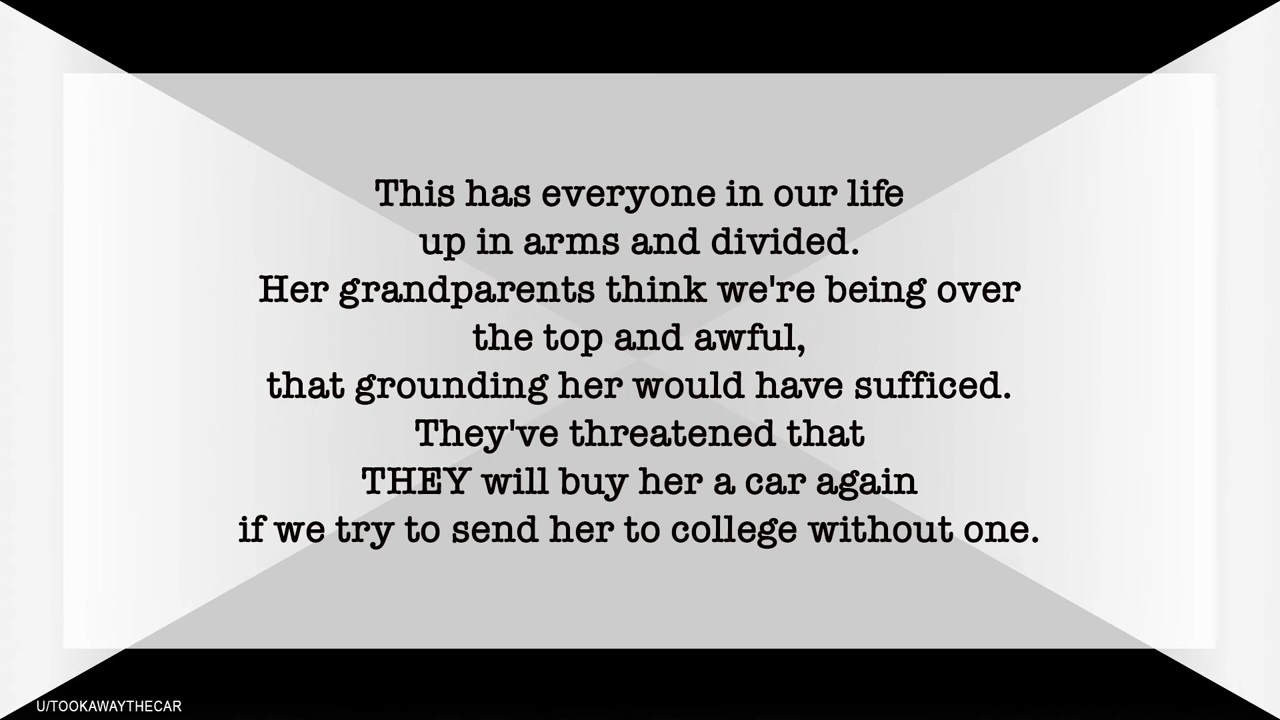 This has everyone in our life
up in arms and divided.
Her grandparents think we're being over
the top and awful,
that grounding her would have sufficed.
They've threatened that
THEY will buy her a car again
if we try to send her to college without one.
U/TOOKAWAYTHECAR